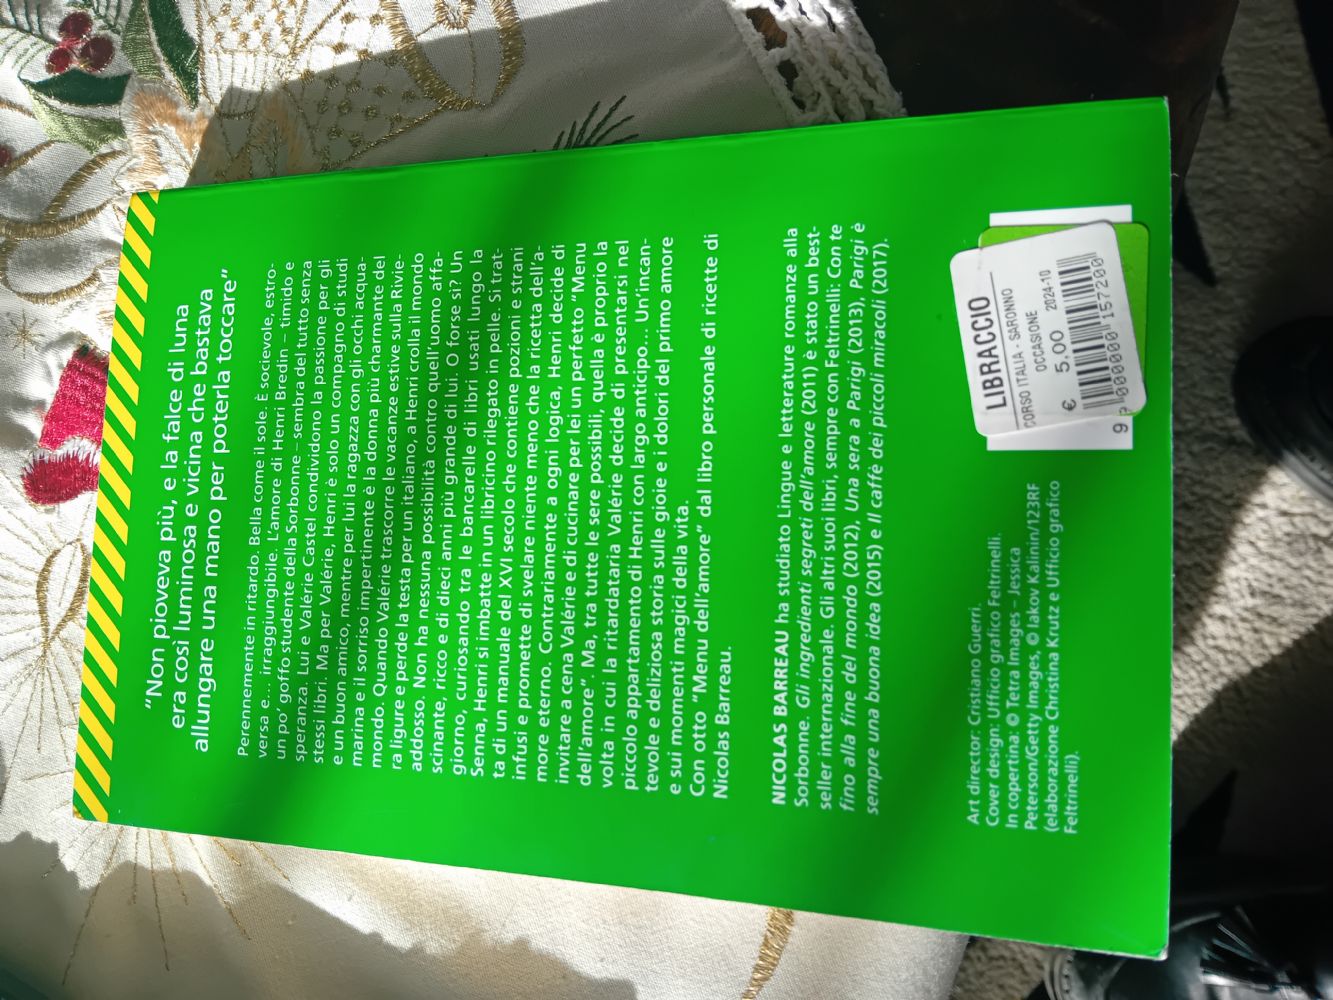 "Non pioveva più, e la falce di luna
era così luminosa e vicina che bastava
allungare una mano per poterla toccare"
Perennemente in ritardo. Bella come il sole. È socievole, estro-
versa e... irraggiungibile. L'amore di Henri Bredin – timido e
un po' goffo studente della Sorbonne – sembra del tutto senza
speranza. Lui e Valérie Castel condividono la passione per gli
stessi libri. Ma per Valérie, Henri è solo un compagno di studi
e un buon amico, mentre per lui la ragazza con gli occhi acqua-
marina e il sorriso impertinente è la donna più charmante del
mondo. Quando Valérie trascorre le vacanze estive sulla Rivie-
ra ligure e perde la testa per un italiano, a Henri crolla il mondo
addosso. Non ha nessuna possibilità contro quell'uomo affa-
scinante, ricco e di dieci anni più grande di lui. O forse sì? Un
giorno, curiosando tra le bancarelle di libri usati lungo la
Senna, Henri si imbatte in un libricino rilegato in pelle. Si trat-
ta di un manuale del XVI secolo che contiene pozioni e strani
infusi e promette di svelare niente meno che la ricetta dell'a-
more eterno. Contrariamente a ogni logica, Henri decide di
invitare a cena Valérie e di cucinare per lei un perfetto "Menu
dell'amore". Ma, tra tutte le sere possibili, quella è proprio la
volta in cui la ritardataria Valérie decide di presentarsi nel
piccolo appartamento di Henri con largo anticipo... Un'incan-
tevole e deliziosa storia sulle gioie e i dolori del primo amore
e sui momenti magici della vita.
Con otto "Menu dell'amore" dal libro personale di ricette di
Nicolas Barreau.
NICOLAS BARREAU ha studiato Lingue e letterature romanze alla
Sorbonne. Gli ingredienti segreti dell'amore (2011) è stato un best-
seller internazionale. Gli altri suoi libri, sempre con Feltrinelli: Con te
fino alla fine del mondo (2012), Una sera a Parigi (2013), Parigi è
sempre una buona idea (2015) e Il caffè dei piccoli miracoli (2017).
Art director: Cristiano Guerri.
Cover design: Ufficio grafico Feltrinelli.
In copertina: © Tetra Images – Jessica
Peterson/Getty Images, © Iakov Kalinin/123RF
(elaborazione Christina Krutz e Ufficio grafico
Feltrinelli).
LIBRACCIO
CORSO ITALIA - SARONNO
OCCASIONE 2024-10
€ 5,00
000000 157200
9